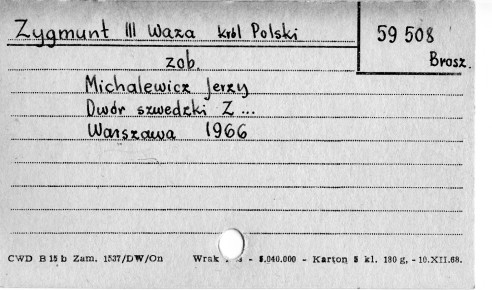 Zygmunt III Waza król Polski
59 508
Brosz.
zob.
Michalewicz Jerzy
Dwór szwedzki Z ...
Warszawa 1966
CWD B 15 b Zam. 1537/DW/On Wrak - 5.040.000 - Karton 5 kl. 180 g, - 10.XII.68.